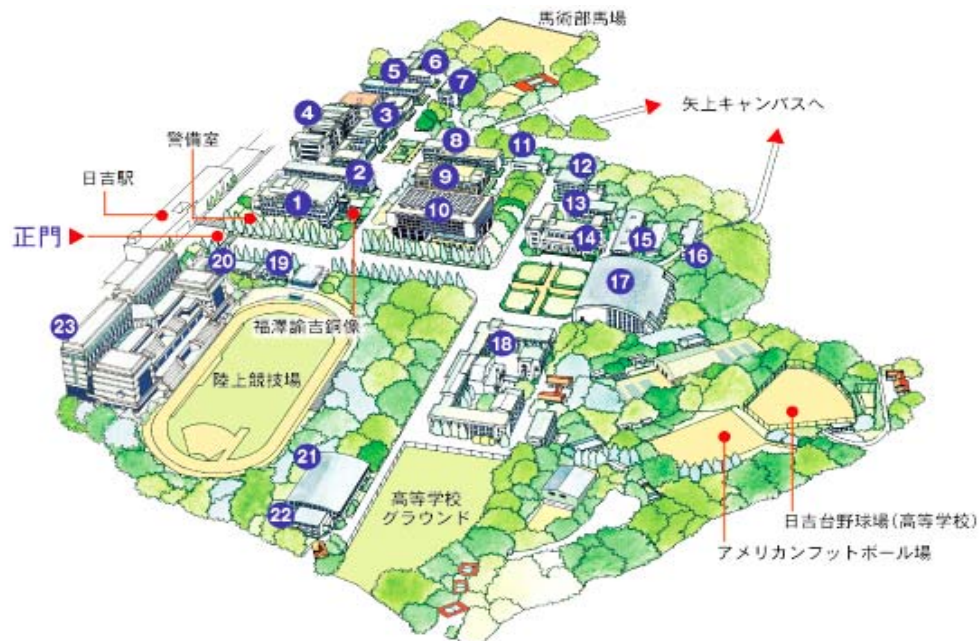 馬術部馬場
6
5
7
4
3
矢上キャンパスへ
警備室
8
11
12
日吉駅
2
9
1
13
10
正門
14
15
16
20
19
17
23
福澤諭吉銅像
18
陸上競技場
21
高等学校
グラウンド
22
日吉台野球場(高等学校)
アメリカンフットボール場